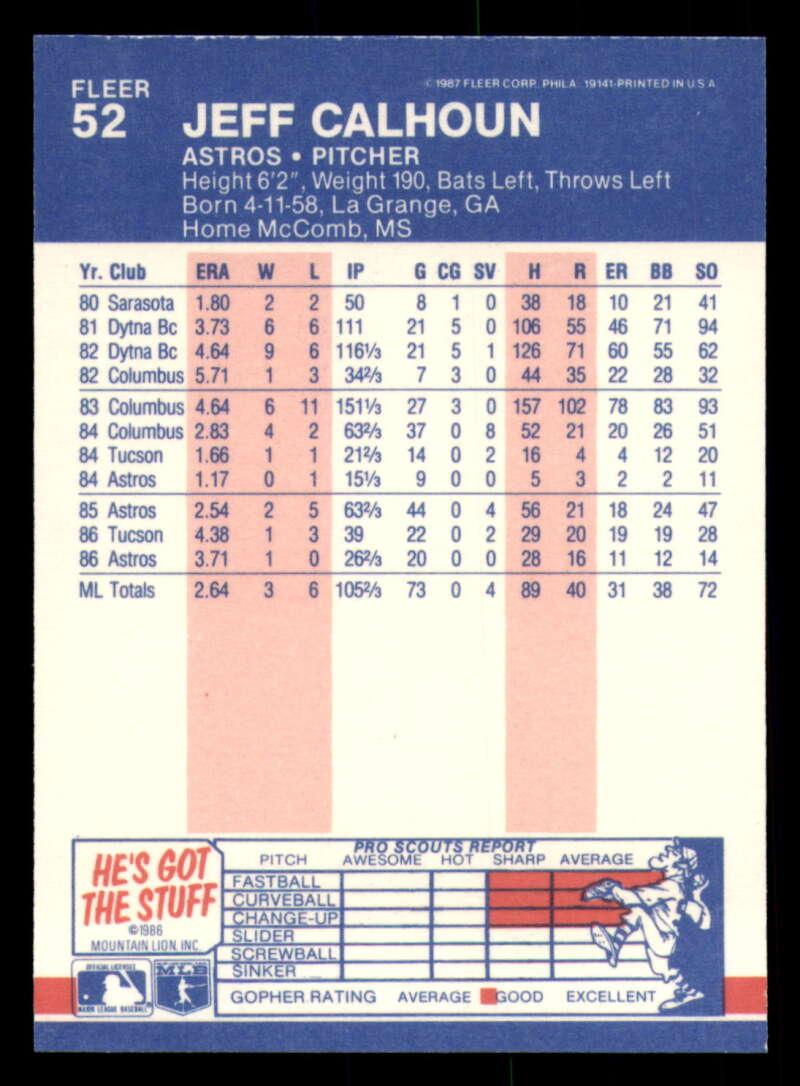 FLEER
© 1987 FLEER CORP. PHILA. 19141-PRINTED IN U S A
52 JEFF CALHOUN
ASTROS • PITCHER
Height 6'2", Weight 190, Bats Left, Throws Left
Born 4-11-58, La Grange, GA
Home McComb, MS
Yr. Club ERA W L IP G CG SV H R ER BB SO
80 Sarasota 1.80 2 2 50 8 1 0 38 18 10 21 41
81 Dytna Bc 3.73 6 6 111 21 5 0 106 55 46 71 94
82 Dytna Bc 4.64 9 6 116⅓ 21 5 1 126 71 60 55 62
82 Columbus 5.71 1 3 34⅔ 7 3 0 44 35 22 28 32
83 Columbus 4.64 6 11 151⅓ 27 3 0 157 102 78 83 93
84 Columbus 2.83 4 2 63⅔ 37 0 8 52 21 20 26 51
84 Tucson 1.66 1 1 21⅔ 14 0 2 16 4 4 12 20
84 Astros 1.17 0 1 15⅓ 9 0 0 5 3 2 2 11
85 Astros 2.54 2 5 63⅔ 44 0 4 56 21 18 24 47
86 Tucson 4.38 1 3 39 22 0 2 29 20 19 19 28
86 Astros 3.71 1 0 26⅔ 20 0 0 28 16 11 12 14
ML Totals 2.64 3 6 105⅔ 73 0 4 89 40 31 38 72
HE'S GOT
THE STUFF
©1986
MOUNTAIN LION, INC.
PRO SCOUTS REPORT
PITCH AWESOME HOT SHARP AVERAGE
FASTBALL
CURVEBALL
CHANGE-UP
SLIDER
SCREWBALL
SINKER
GOPHER RATING AVERAGE GOOD EXCELLENT
OFFICIAL LICENSEE
MAJOR LEAGUE BASEBALL
MLB